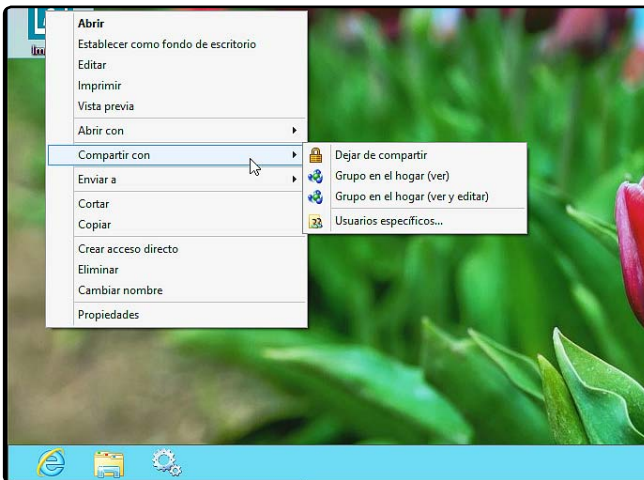 Abrir
Establecer como fondo de escritorio
Editar
Imprimir
Vista previa
Abrir con
Compartir con
Enviar a
Cortar
Copiar
Crear acceso directo
Eliminar
Cambiar nombre
Propiedades
Dejar de compartir
Grupo en el hogar (ver)
Grupo en el hogar (ver y editar)
Usuarios específicos...